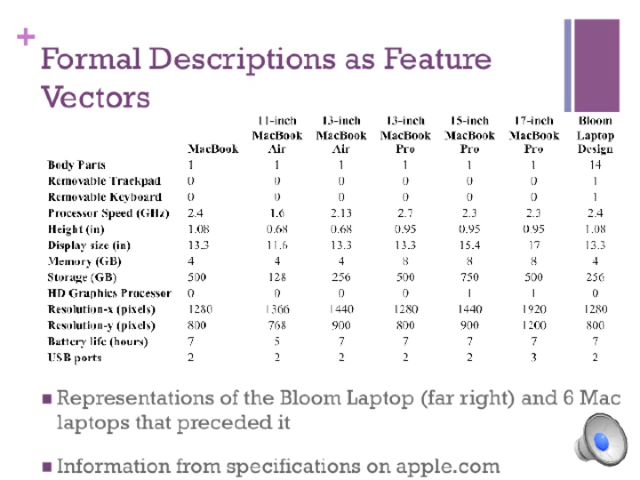 +
Formal Descriptions as Feature
Vectors
11-inch 13-inch 13-inch 15-inch 17-inch Bloom
MacBook MacBook MacBook MacBook MacBook Laptop
MacBook Air Air Pro Pro Pro Design
Body Parts 1 1 1 1 1 1 14
Removable Trackpad 0 0 0 0 0 0 1
Removable Keyboard 0 0 0 0 0 0 1
Processor Speed (GHz) 2.4 1.6 2.13 2.7 2.3 2.3 2.4
Height (in) 1.08 0.68 0.68 0.95 0.95 0.95 1.08
Display size (in) 13.3 11.6 13.3 13.3 15.4 17 13.3
Memory (GB) 4 4 4 8 8 8 4
Storage (GB) 500 128 256 500 750 500 256
HD Graphics Processor 0 0 0 0 1 1 0
Resolution-x (pixels) 1280 1366 1440 1280 1440 1920 1280
Resolution-y (pixels) 800 768 900 800 900 1200 800
Battery life (hours) 7 5 7 7 7 7 7
USB ports 2 2 2 2 2 3 2
Representations of the Bloom Laptop (far right) and 6 Mac
laptops that preceded it
Information from specifications on apple.com